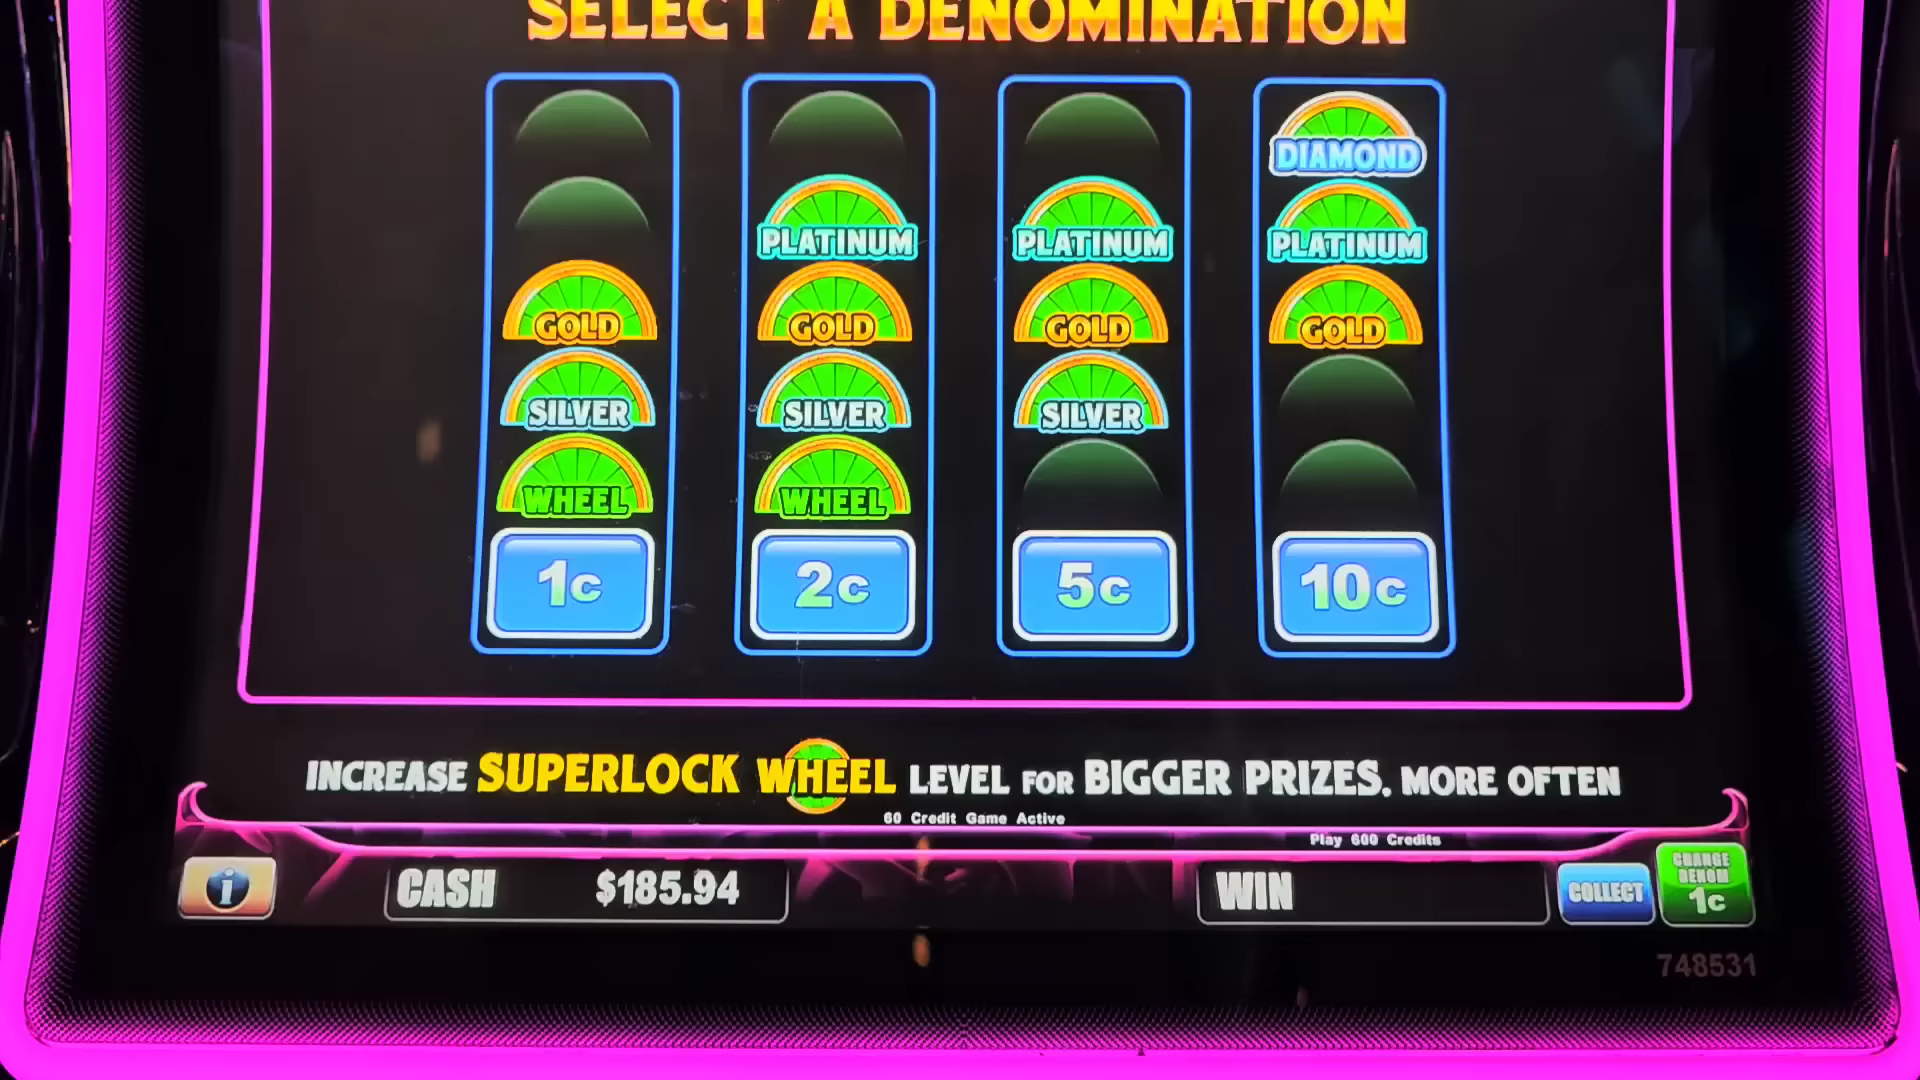 SELECT A DENOMINATION
DIAMOND
PLATINUM PLATINUM PLATINUM
GOLD GOLD GOLD GOLD
SILVER SILVER SILVER
WHEEL WHEEL
1c 2c 5c 10c
INCREASE SUPERLOCK WHEEL LEVEL FOR BIGGER PRIZES, MORE OFTEN
60 Credit Game Active
Play 600 Credits
i CASH $185.94 WIN COLLECT
CHANGE
DENOM
1c
748531